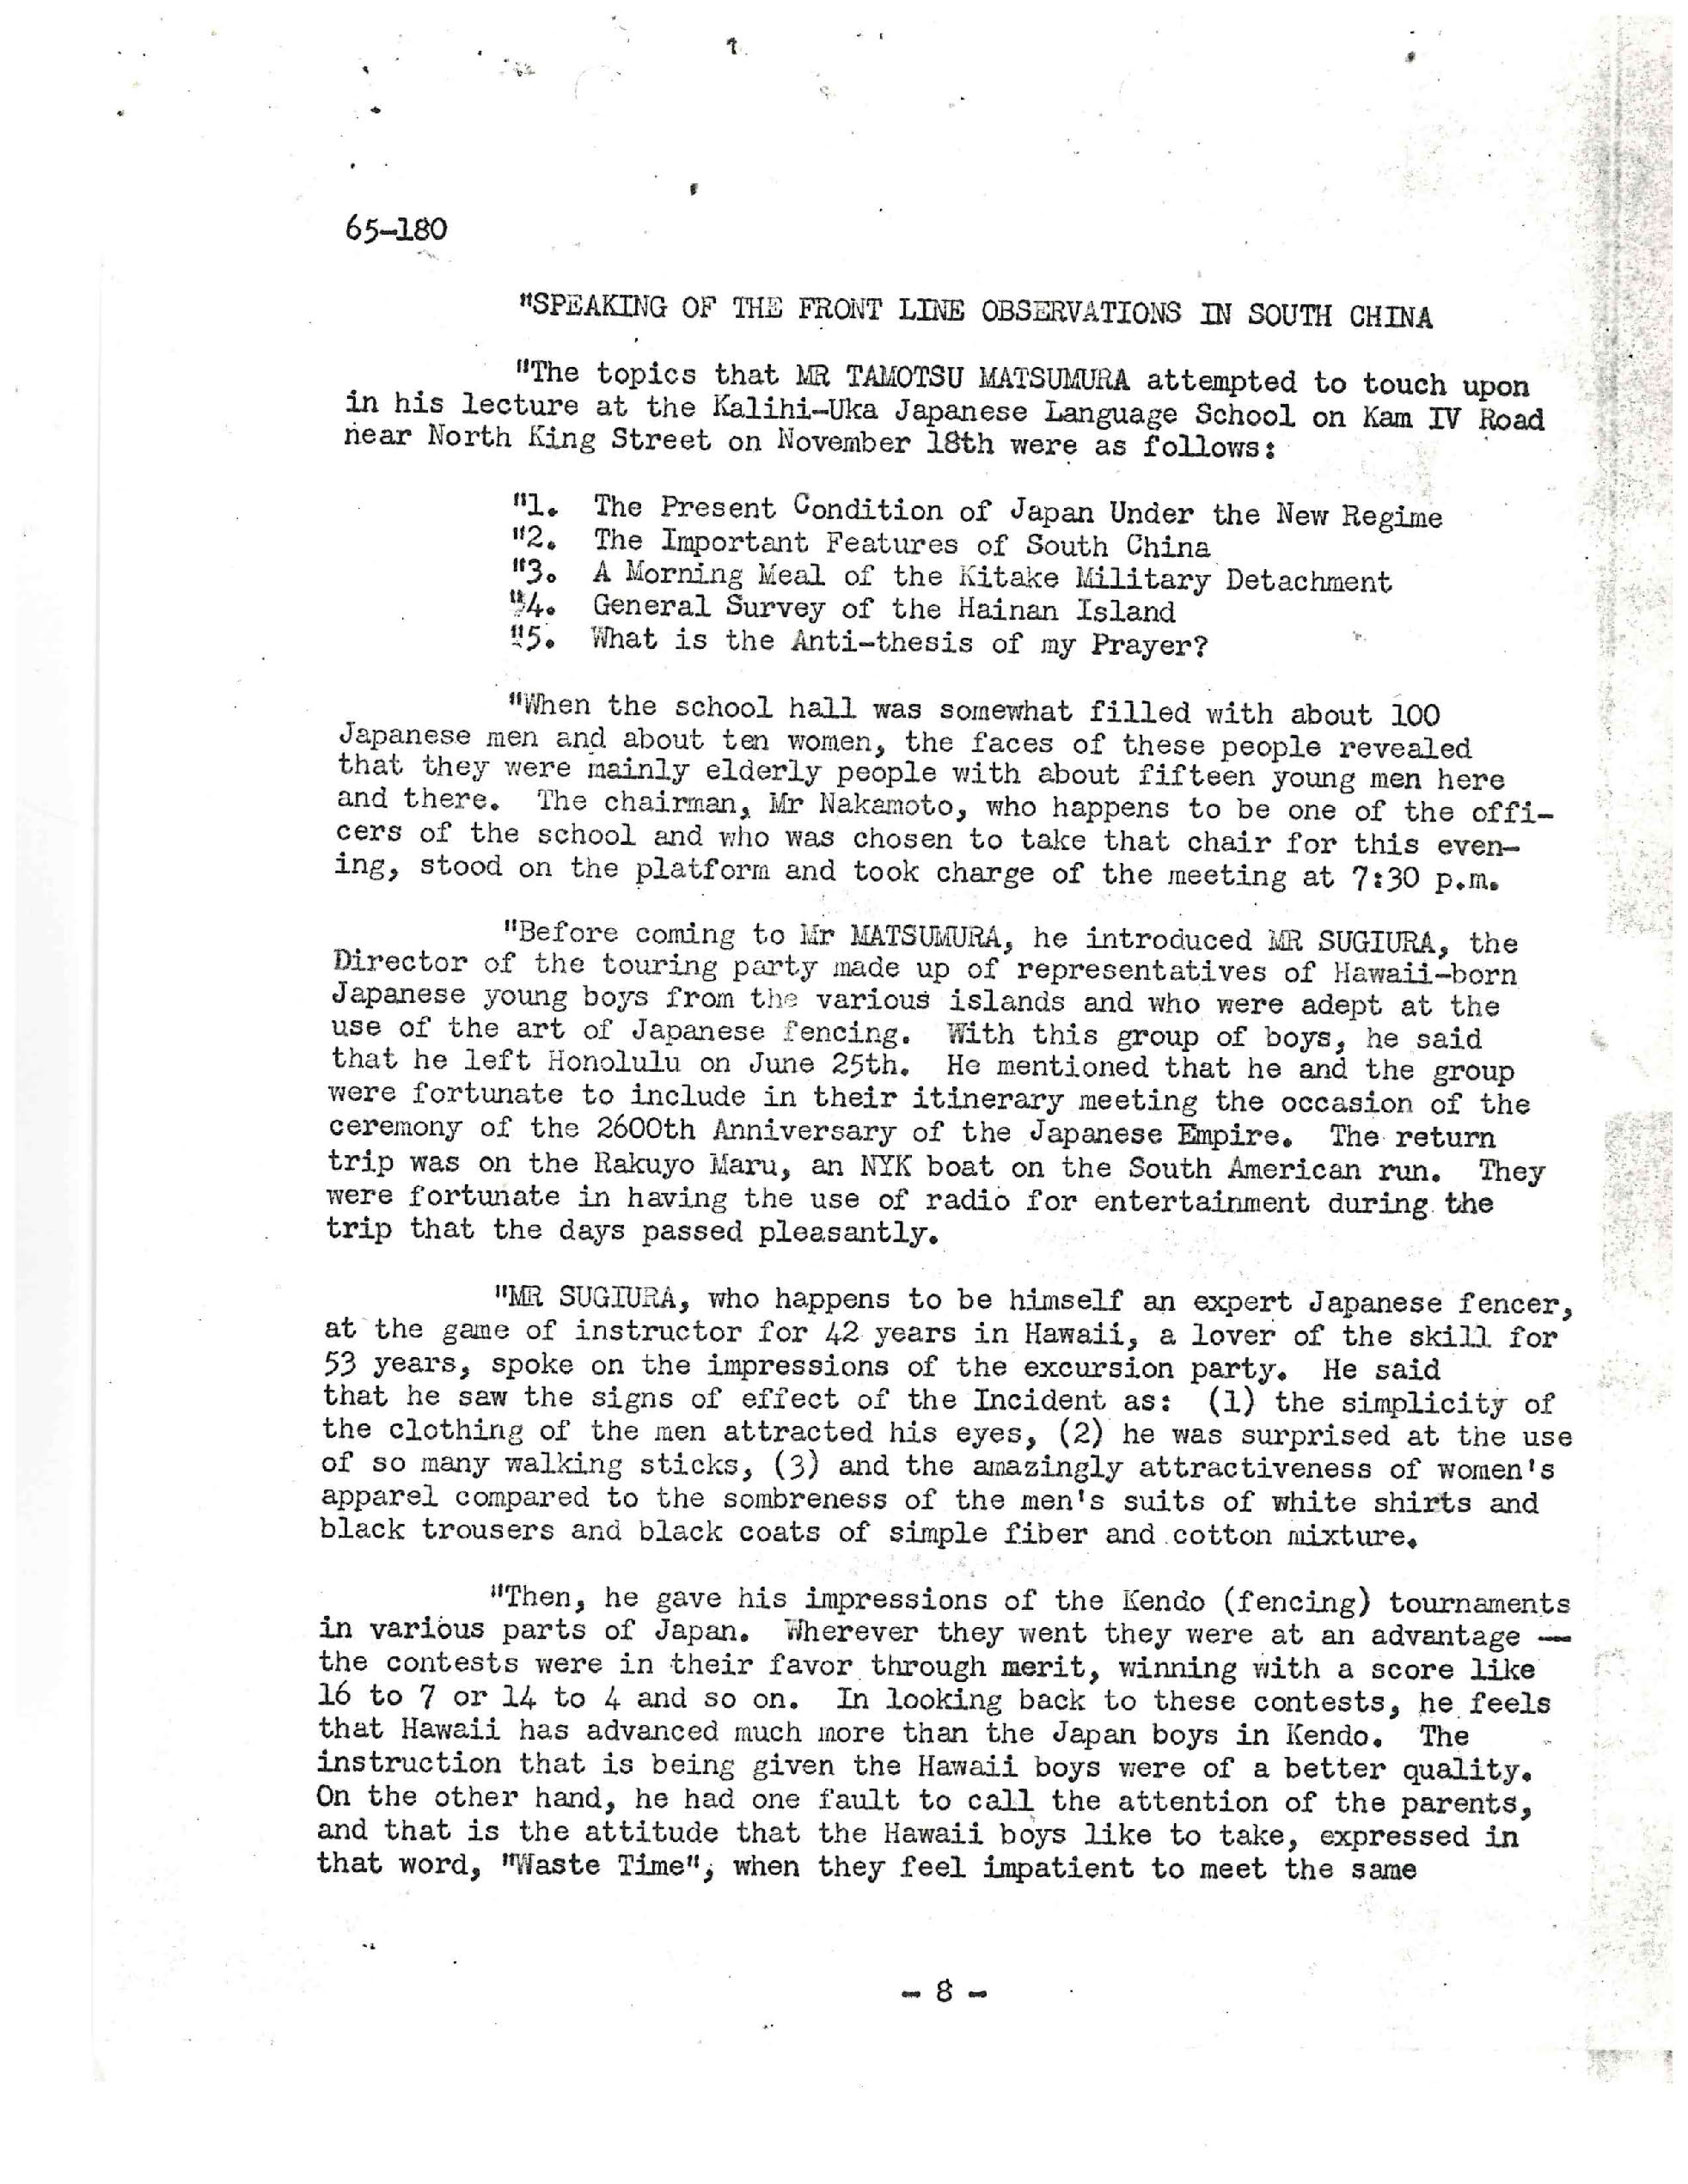 65-180
"SPEAKING OF THE FRONT LINE OBSERVATIONS IN SOUTH CHINA
"The topics that MR TAMOTSU MATSUMURA attempted to touch upon
in his lecture at the Kalihi-Uka Japanese Language School on Kam IV Road
near North King Street on November 18th were as follows:
"1. The Present Condition of Japan Under the New Regime
"2. The Important Features of South China
"3. A Morning Meal of the Kitake Military Detachment
"4. General Survey of the Hainan Island
"5. What is the Anti-thesis of my Prayer?
"When the school hall was somewhat filled with about 100
Japanese men and about ten women, the faces of these people revealed
that they were mainly elderly people with about fifteen young men here
and there. The chairman, Mr Nakamoto, who happens to be one of the offi-
cers of the school and who was chosen to take that chair for this even-
ing, stood on the platform and took charge of the meeting at 7:30 p.m.
"Before coming to Mr MATSUMURA, he introduced MR SUGIURA, the
Director of the touring party made up of representatives of Hawaii-born
Japanese young boys from the various islands and who were adept at the
use of the art of Japanese fencing. With this group of boys, he said
that he left Honolulu on June 25th. He mentioned that he and the group
were fortunate to include in their itinerary meeting the occasion of the
ceremony of the 2600th Anniversary of the Japanese Empire. The return
trip was on the Rakuyo Maru, an NYK boat on the South American run. They
were fortunate in having the use of radio for entertainment during the
trip that the days passed pleasantly.
"MR SUGIURA, who happens to be himself an expert Japanese fencer,
at the game of instructor for 42 years in Hawaii, a lover of the skill for
53 years, spoke on the impressions of the excursion party. He said
that he saw the signs of effect of the Incident as: (1) the simplicity of
the clothing of the men attracted his eyes, (2) he was surprised at the use
of so many walking sticks, (3) and the amazingly attractiveness of women's
apparel compared to the sombreness of the men's suits of white shirts and
black trousers and black coats of simple fiber and cotton mixture.
"Then, he gave his impressions of the Kendo (fencing) tournaments
in various parts of Japan. Wherever they went they were at an advantage —
the contests were in their favor through merit, winning with a score like
16 to 7 or 14 to 4 and so on. In looking back to these contests, he feels
that Hawaii has advanced much more than the Japan boys in Kendo. The
instruction that is being given the Hawaii boys were of a better quality.
On the other hand, he had one fault to call the attention of the parents,
and that is the attitude that the Hawaii boys like to take, expressed in
that word, "Waste Time", when they feel impatient to meet the same
- 8 -